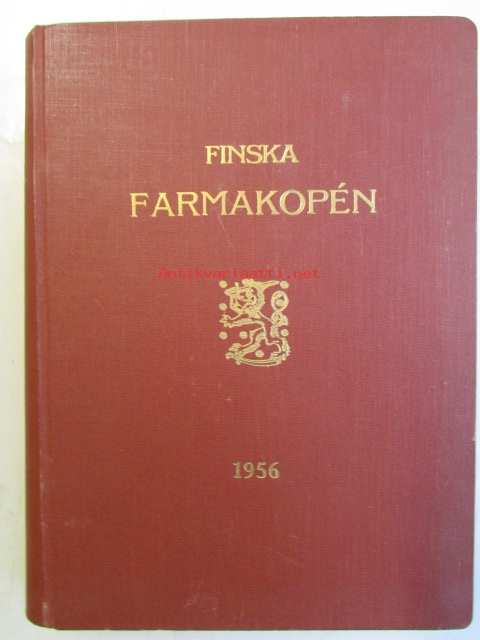 FINSKA
FARMAKOPÉN
Antikvariaatti.net
1956